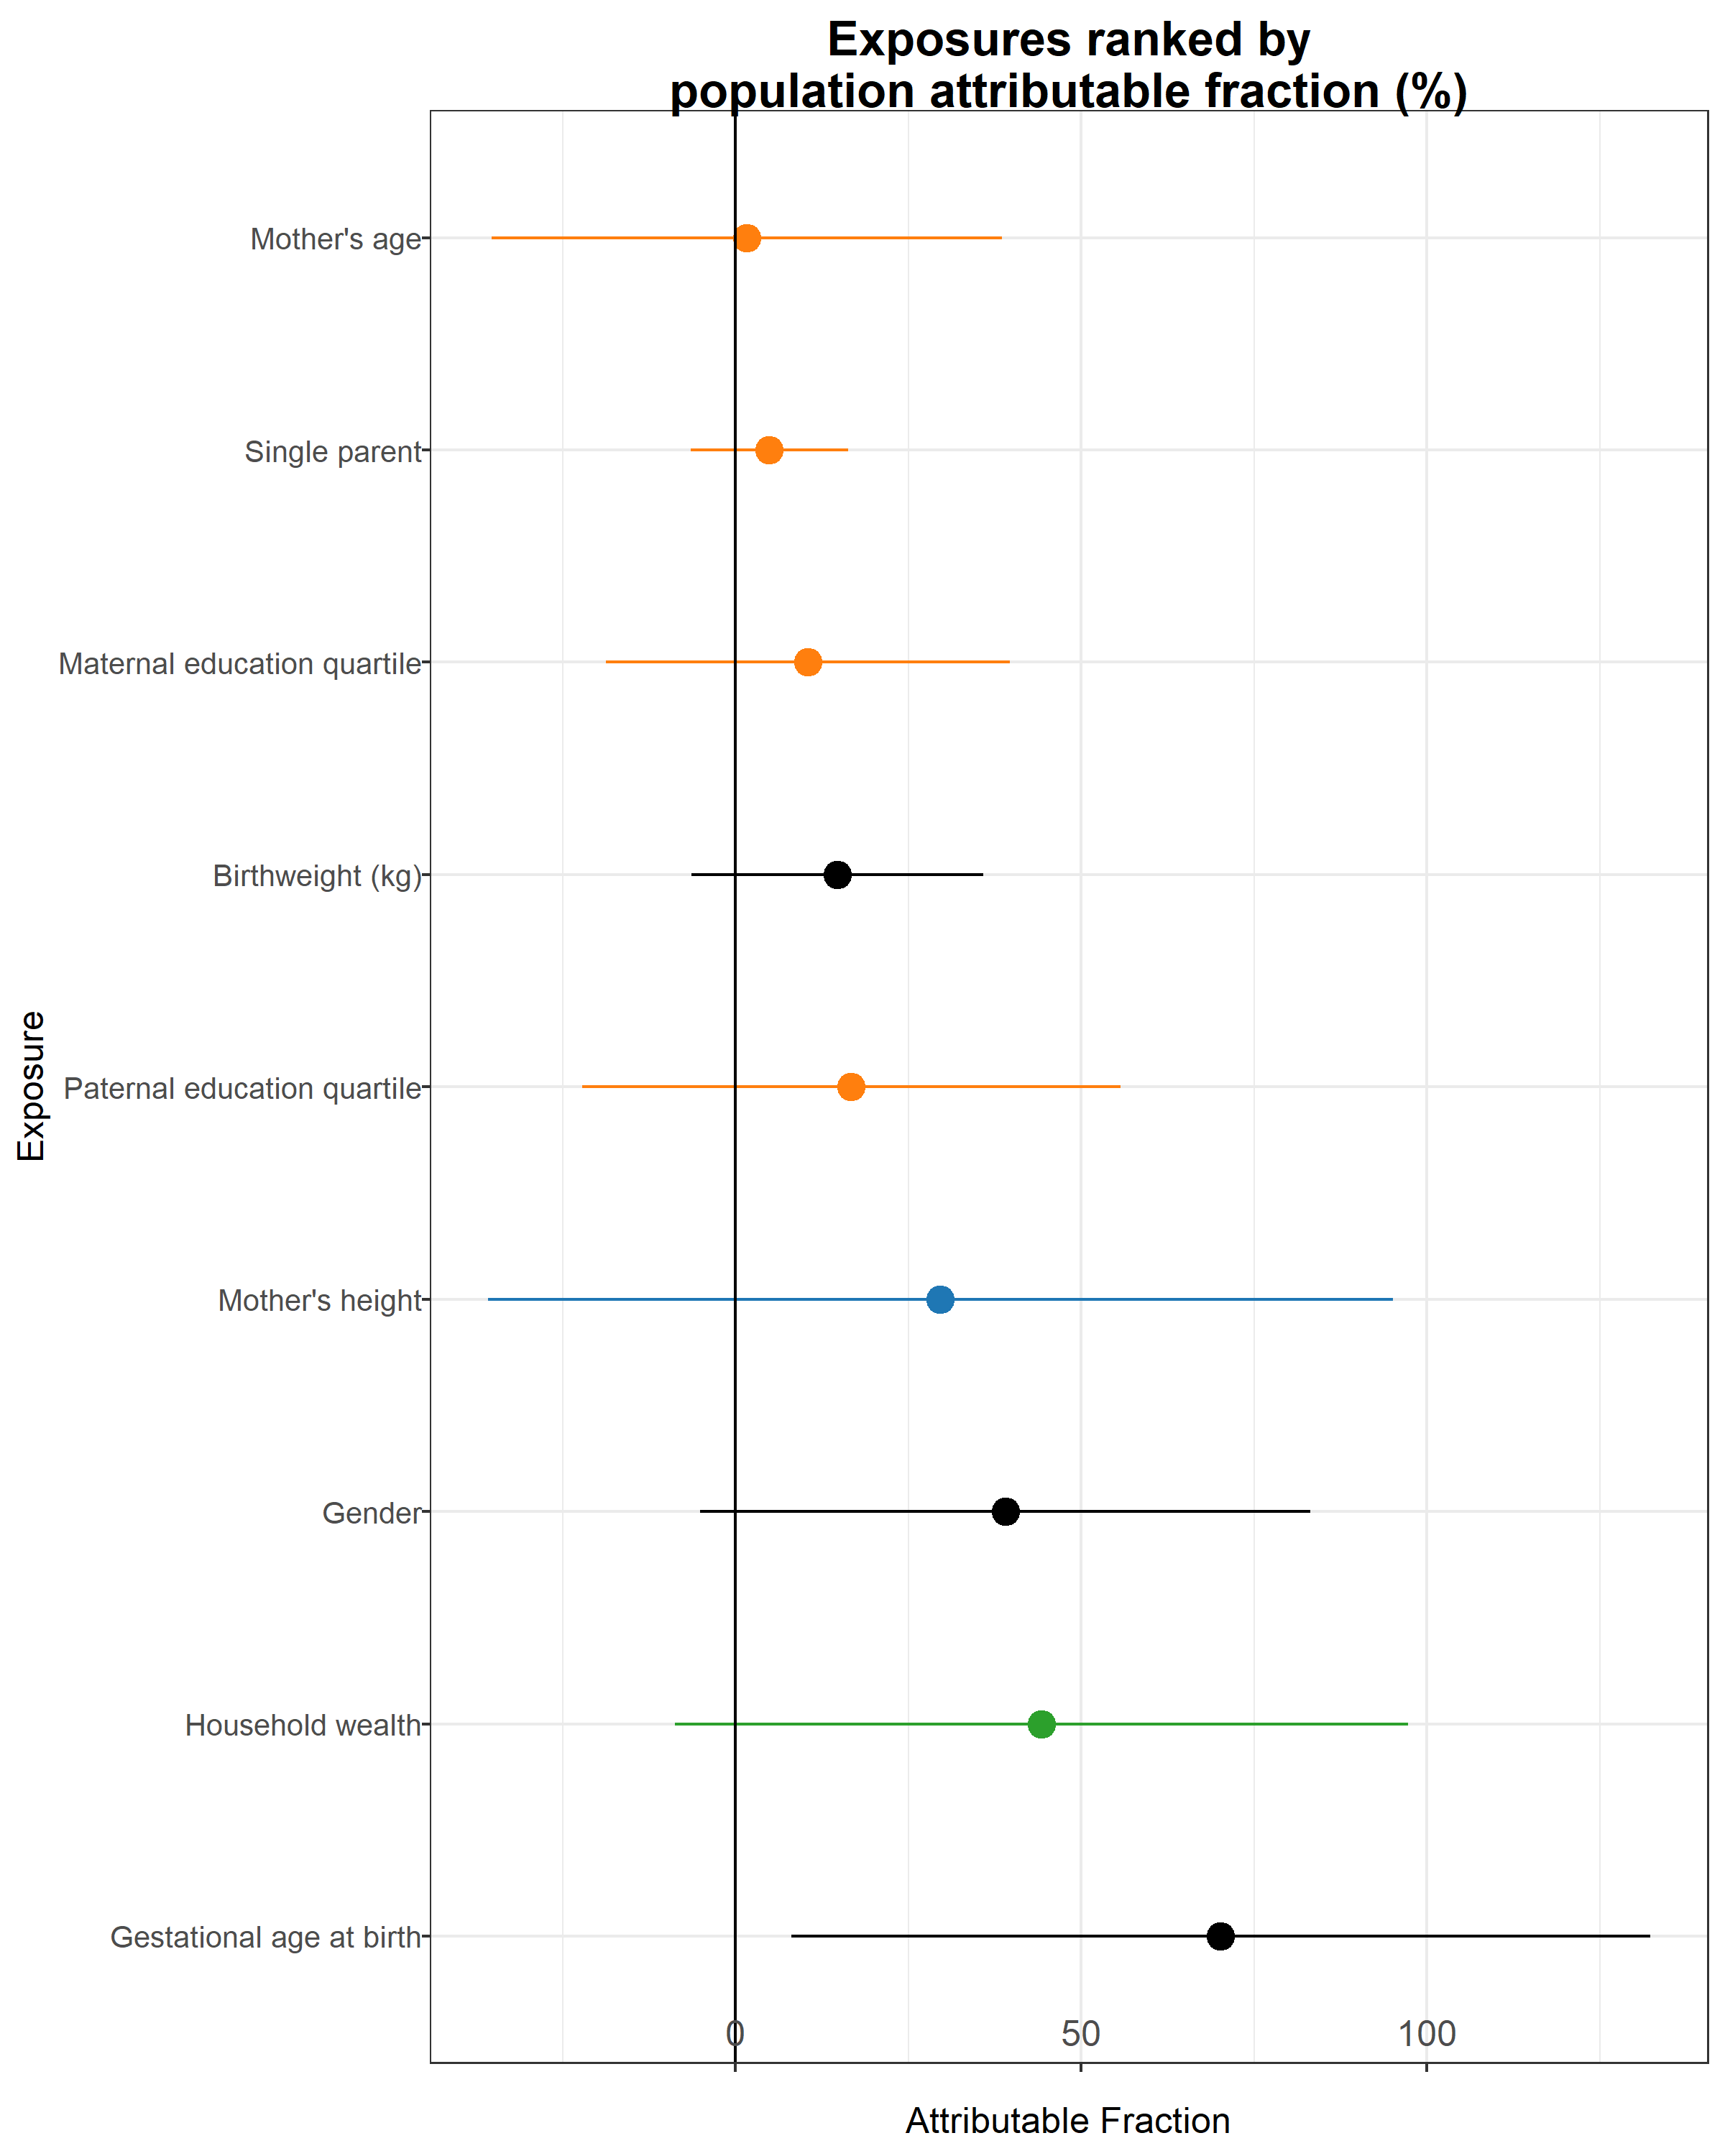 Exposures ranked by
population attributable fraction (%)
Exposure
Mother's age
Single parent
Maternal education quartile
Birthweight (kg)
Paternal education quartile
Mother's height
Gender
Household wealth
Gestational age at birth
0 50 100
Attributable Fraction